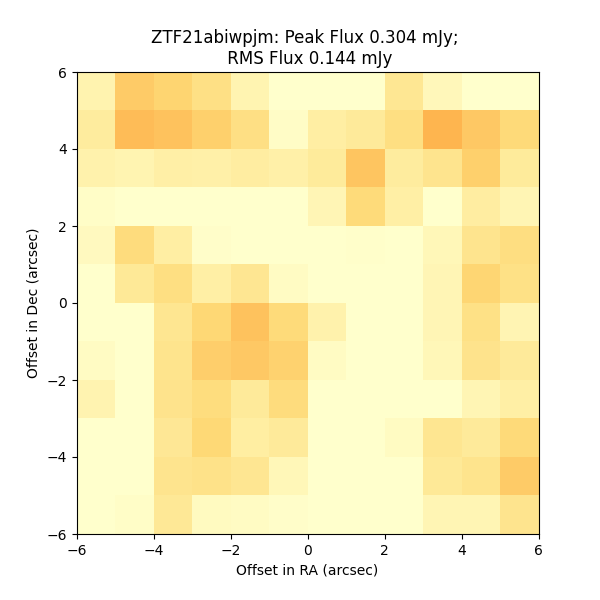 ZTF21abiwpjm: Peak Flux 0.304 mJy;
RMS Flux 0.144 mJy
6
4
2
0
−2
−4
−6
Offset in Dec (arcsec)
−6 −4 −2 0 2 4 6
Offset in RA (arcsec)